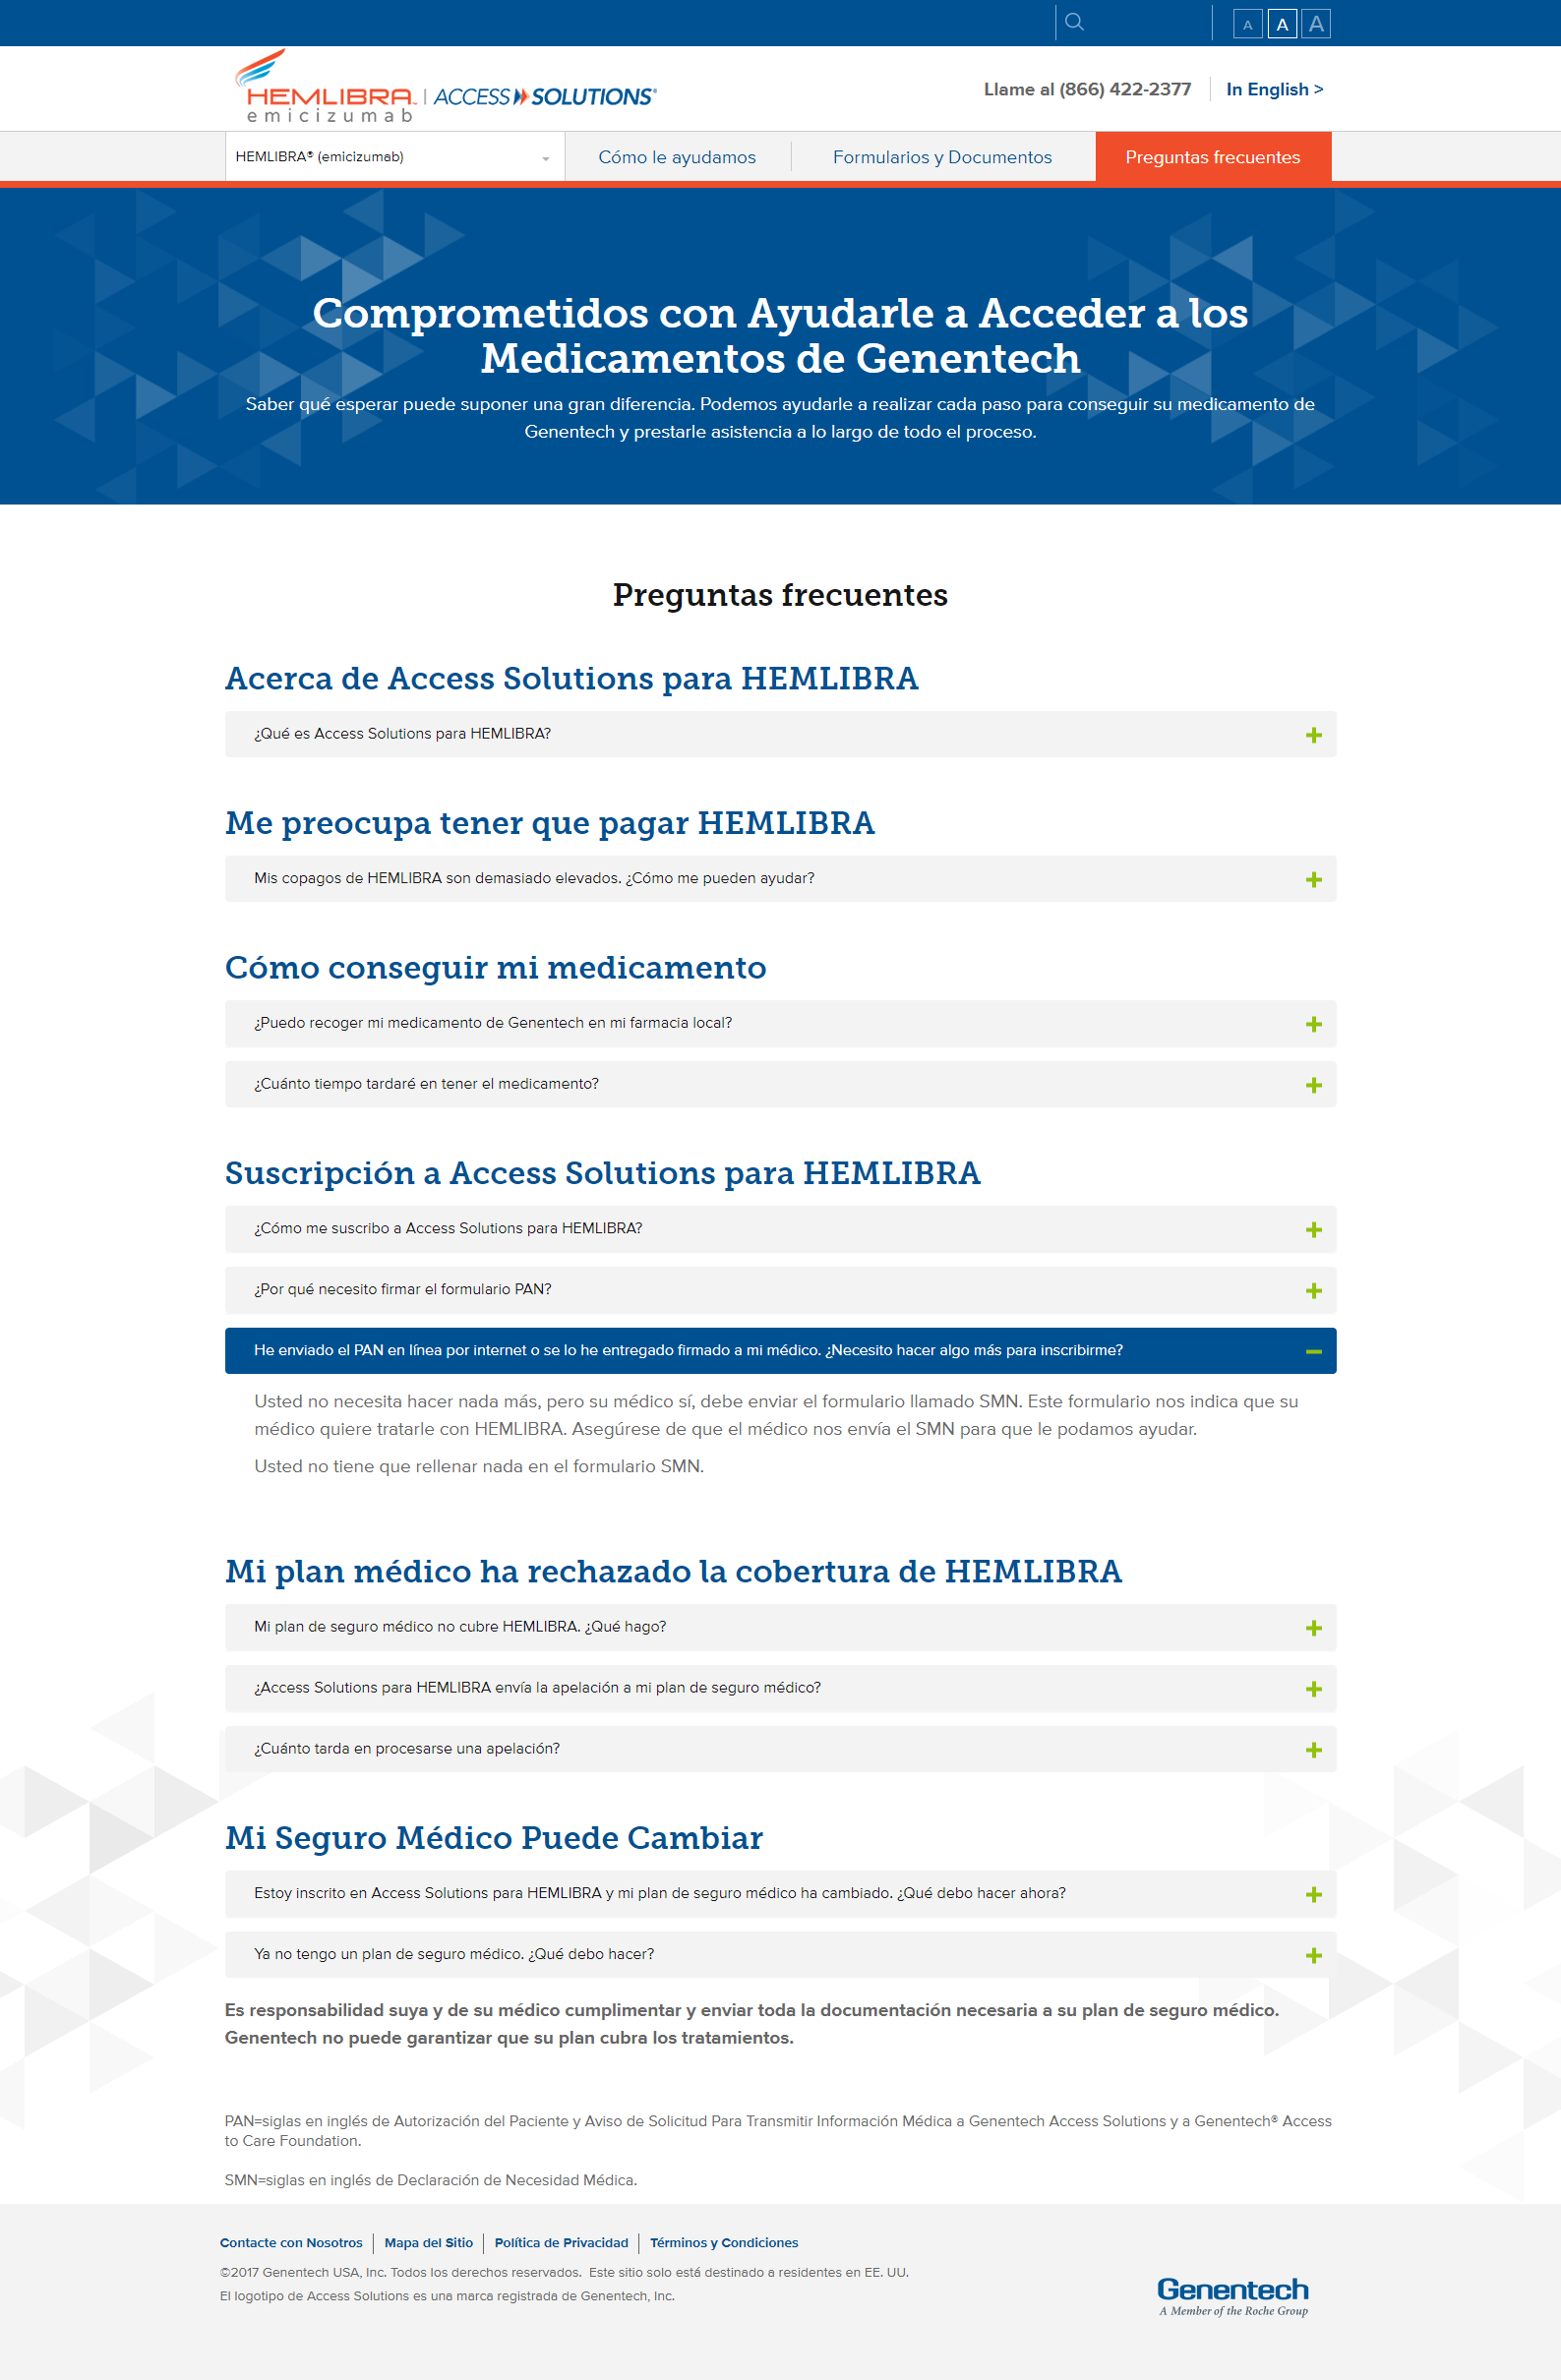 A A A
HEMLIBRA™ | ACCESS SOLUTIONS®
emicizumab
Llame al (866) 422-2377
In English >
HEMLIBRA® (emicizumab)
Cómo le ayudamos
Formularios y Documentos
Preguntas frecuentes
Comprometidos con Ayudarle a Acceder a los
Medicamentos de Genentech
Saber qué esperar puede suponer una gran diferencia. Podemos ayudarle a realizar cada paso para conseguir su medicamento de
Genentech y prestarle asistencia a lo largo de todo el proceso.
Preguntas frecuentes
Acerca de Access Solutions para HEMLIBRA
¿Qué es Access Solutions para HEMLIBRA?
Me preocupa tener que pagar HEMLIBRA
Mis copagos de HEMLIBRA son demasiado elevados. ¿Cómo me pueden ayudar?
Cómo conseguir mi medicamento
¿Puedo recoger mi medicamento de Genentech en mi farmacia local?
¿Cuánto tiempo tardaré en tener el medicamento?
Suscripción a Access Solutions para HEMLIBRA
¿Cómo me suscribo a Access Solutions para HEMLIBRA?
¿Por qué necesito firmar el formulario PAN?
He enviado el PAN en línea por internet o se lo he entregado firmado a mi médico. ¿Necesito hacer algo más para inscribirme?
Usted no necesita hacer nada más, pero su médico sí, debe enviar el formulario llamado SMN. Este formulario nos indica que su
médico quiere tratarle con HEMLIBRA. Asegúrese de que el médico nos envía el SMN para que le podamos ayudar.
Usted no tiene que rellenar nada en el formulario SMN.
Mi plan médico ha rechazado la cobertura de HEMLIBRA
Mi plan de seguro médico no cubre HEMLIBRA. ¿Qué hago?
¿Access Solutions para HEMLIBRA envía la apelación a mi plan de seguro médico?
¿Cuánto tarda en procesarse una apelación?
Mi Seguro Médico Puede Cambiar
Estoy inscrito en Access Solutions para HEMLIBRA y mi plan de seguro médico ha cambiado. ¿Qué debo hacer ahora?
Ya no tengo un plan de seguro médico. ¿Qué debo hacer?
Es responsabilidad suya y de su médico cumplimentar y enviar toda la documentación necesaria a su plan de seguro médico.
Genentech no puede garantizar que su plan cubra los tratamientos.
PAN=siglas en inglés de Autorización del Paciente y Aviso de Solicitud Para Transmitir Información Médica a Genentech Access Solutions y a Genentech® Access
to Care Foundation.
SMN=siglas en inglés de Declaración de Necesidad Médica.
Contacte con Nosotros | Mapa del Sitio | Política de Privacidad | Términos y Condiciones
©2017 Genentech USA, Inc. Todos los derechos reservados. Este sitio solo está destinado a residentes en EE. UU.
El logotipo de Access Solutions es una marca registrada de Genentech, Inc.
Genentech
A Member of the Roche Group